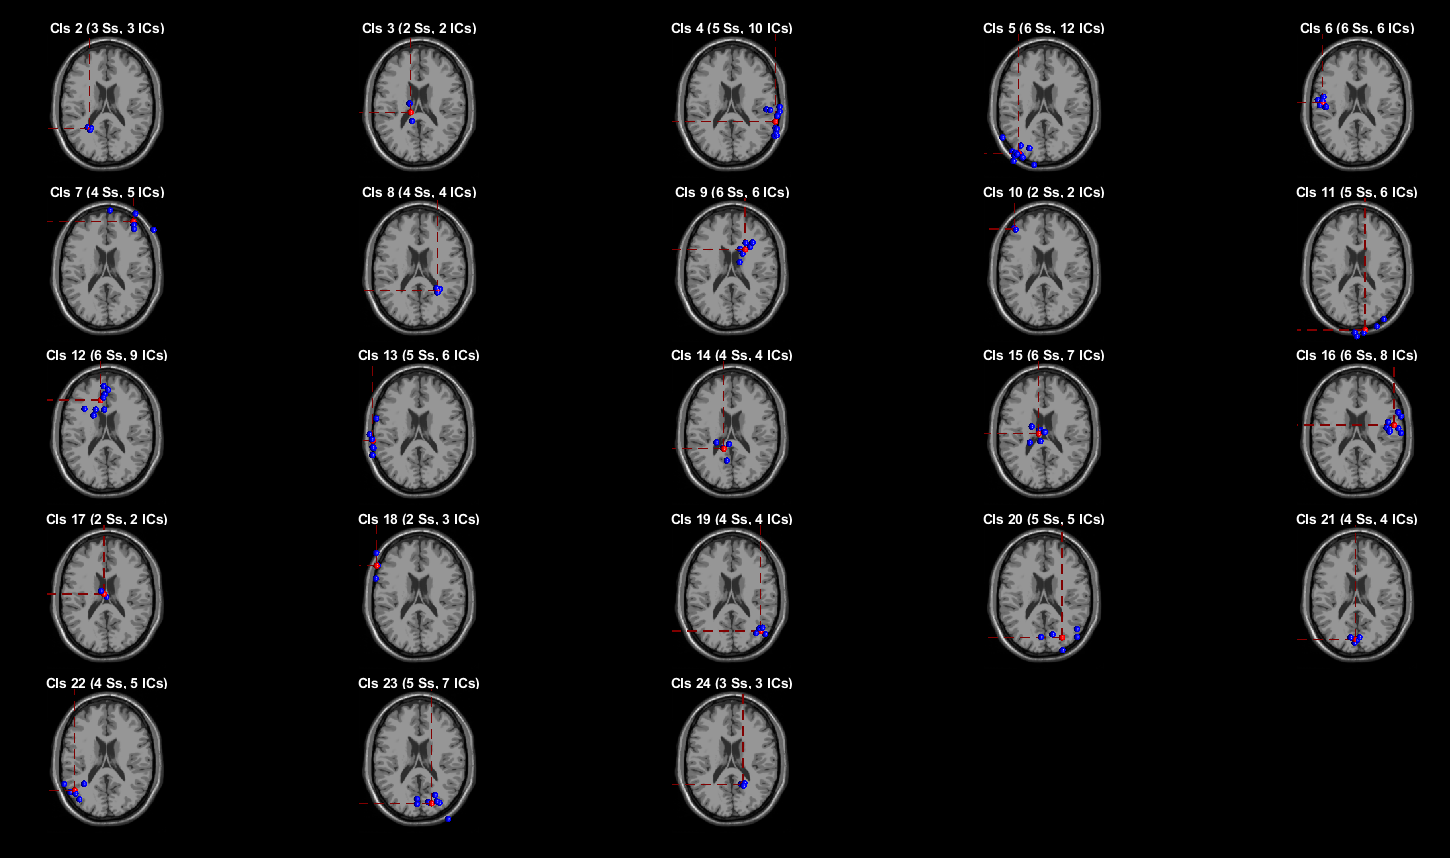 Cls 2 (3 Ss, 3 ICs)
Cls 3 (2 Ss, 2 ICs)
Cls 4 (5 Ss, 10 ICs)
Cls 5 (6 Ss, 12 ICs)
Cls 6 (6 Ss, 6 ICs)
Cls 7 (4 Ss, 5 ICs)
Cls 8 (4 Ss, 4 ICs)
Cls 9 (6 Ss, 6 ICs)
Cls 10 (2 Ss, 2 ICs)
Cls 11 (5 Ss, 6 ICs)
Cls 12 (6 Ss, 9 ICs)
Cls 13 (5 Ss, 6 ICs)
Cls 14 (4 Ss, 4 ICs)
Cls 15 (6 Ss, 7 ICs)
Cls 16 (6 Ss, 8 ICs)
Cls 17 (2 Ss, 2 ICs)
Cls 18 (2 Ss, 3 ICs)
Cls 19 (4 Ss, 4 ICs)
Cls 20 (5 Ss, 5 ICs)
Cls 21 (4 Ss, 4 ICs)
Cls 22 (4 Ss, 5 ICs)
Cls 23 (5 Ss, 7 ICs)
Cls 24 (3 Ss, 3 ICs)